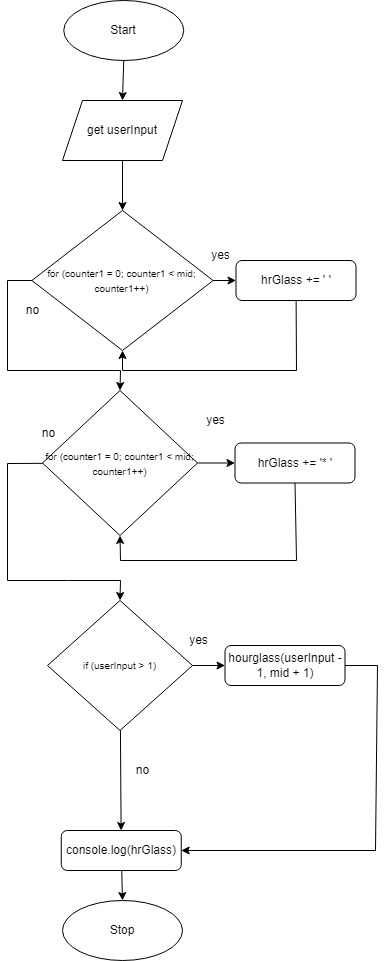 Start
get userInput
for (counter1 = 0; counter1 < mid;
counter1++)
yes
hrGlass += ' '
no
for (counter1 = 0; counter1 < mid;
counter1++)
no
yes
hrGlass += '* '
if (userInput > 1)
yes
hourglass(userInput -
1, mid + 1)
no
console.log(hrGlass)
Stop